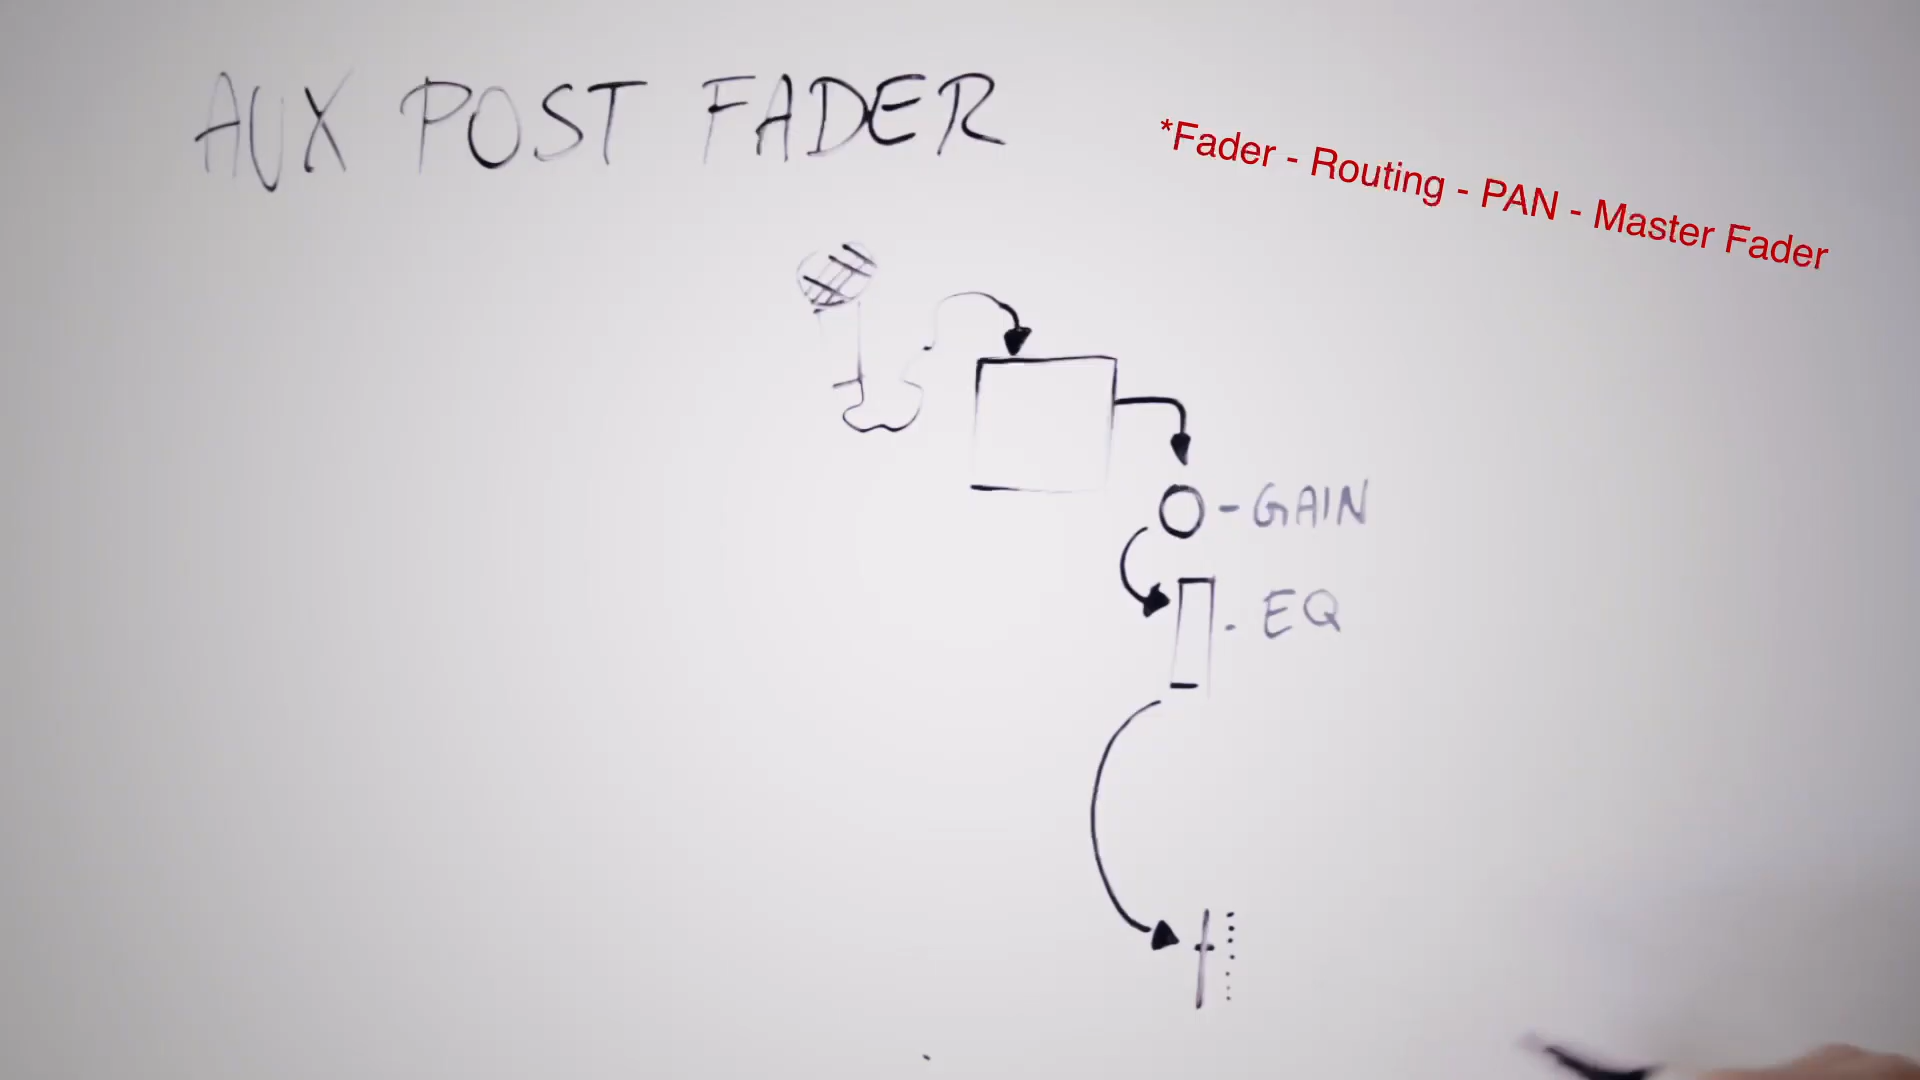 AUX POST FADER
*Fader - Routing - PAN - Master Fader
- GAIN
- EQ